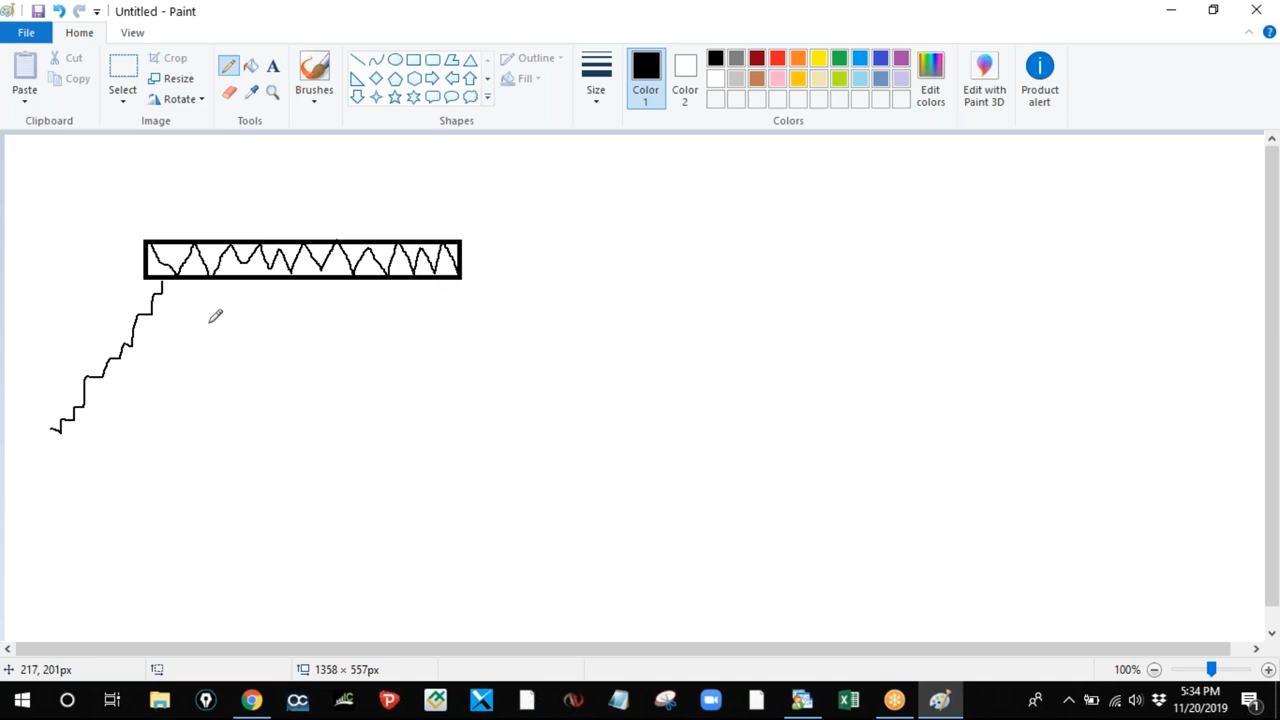 Untitled - Paint
File
Home
View
Paste
Cut
Copy
Clipboard
Select
Crop
Resize
Rotate
Image
A
Tools
Brushes
Shapes
Outline
Fill
Size
Color
1
Color
2
Colors
Edit
colors
Edit with
Paint 3D
Product
alert
217, 201px
1358 × 557px
100%
OC
5:34 PM
11/20/2019
1